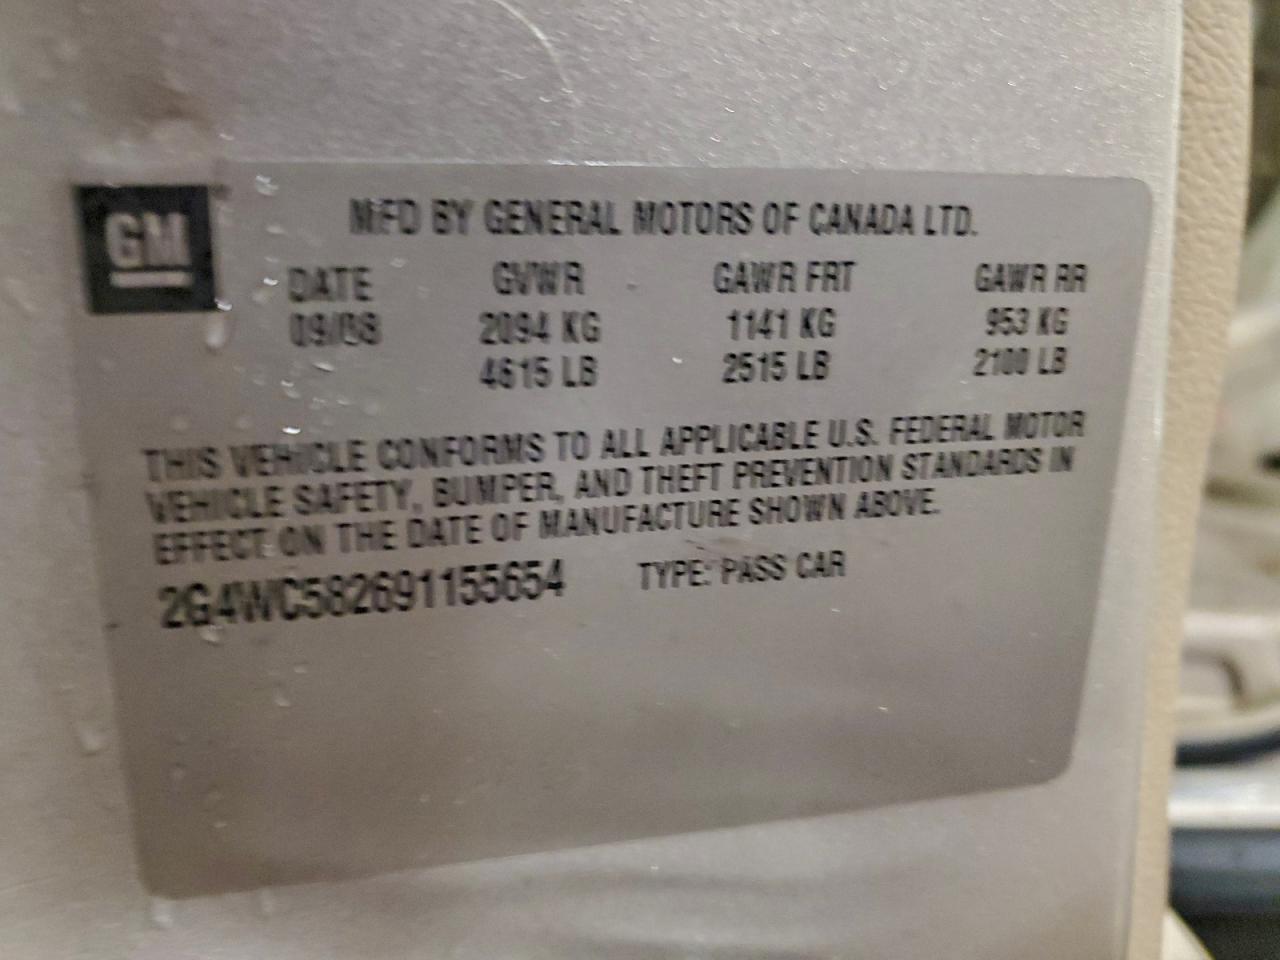 GM
MFD BY GENERAL MOTORS OF CANADA LTD.
DATE GVWR GAWR FRT GAWR RR
09/08 2094 KG 1141 KG 953 KG
4615 LB 2515 LB 2100 LB
THIS VEHICLE CONFORMS TO ALL APPLICABLE U.S. FEDERAL MOTOR
VEHICLE SAFETY, BUMPER, AND THEFT PREVENTION STANDARDS IN
EFFECT ON THE DATE OF MANUFACTURE SHOWN ABOVE.
2G4WC582691155654 TYPE: PASS CAR